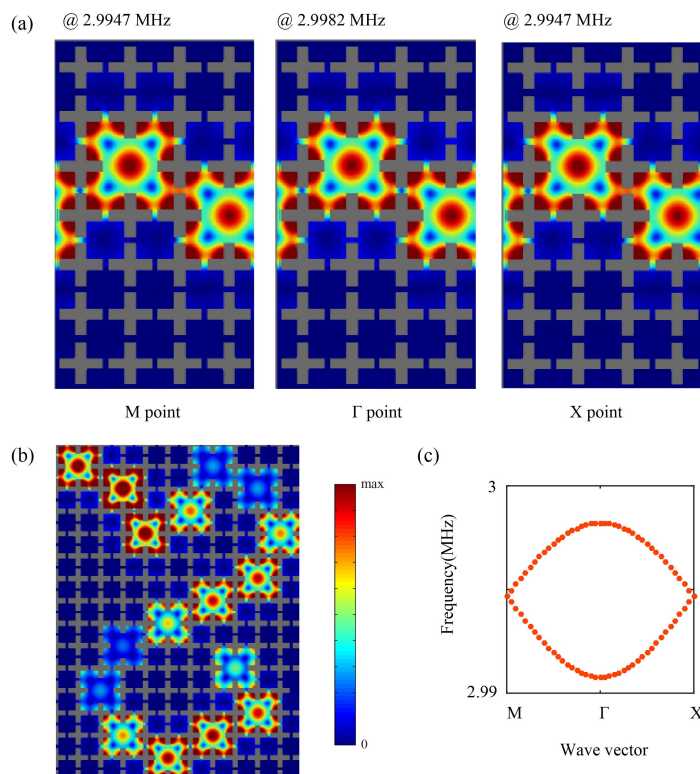 (a)
@ 2.9947 MHz
@ 2.9982 MHz
@ 2.9947 MHz
M point
Γ point
X point
(b)
max
0
(c)
3
Frequency(MHz)
2.99
M
Γ
X
Wave vector